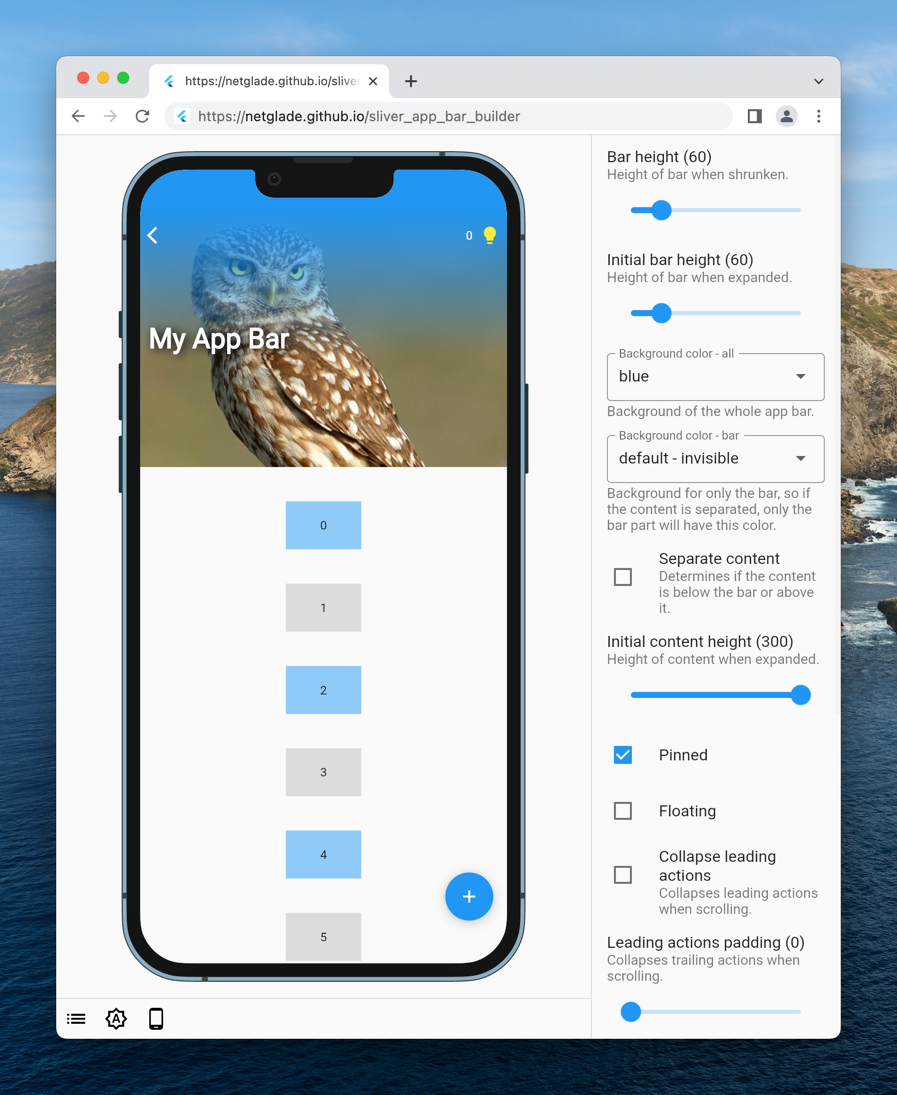 https://netglade.github.io/slive
https://netglade.github.io/sliver_app_bar_builder
0
My App Bar
0
1
2
3
4
5
+
A
Bar height (60)
Height of bar when shrunken.
Initial bar height (60)
Height of bar when expanded.
Background color - all
blue
Background of the whole app bar.
Background color - bar
default - invisible
Background for only the bar, so if
the content is separated, only the
bar part will have this color.
Separate content
Determines if the content
is below the bar or above
it.
Initial content height (300)
Height of content when expanded.
Pinned
Floating
Collapse leading
actions
Collapses leading actions
when scrolling.
Leading actions padding (0)
Collapses trailing actions when
scrolling.